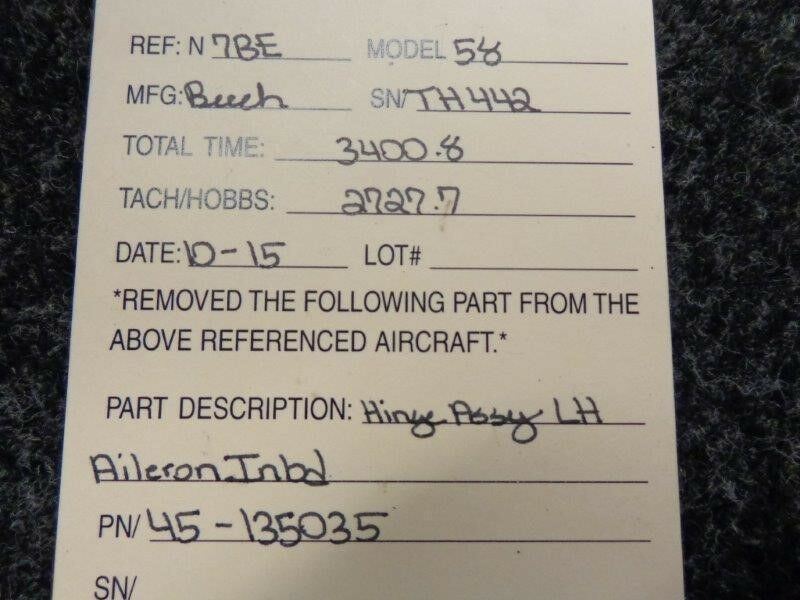 REF: N 7BE MODEL 58
MFG: Beech SN/ TH442
TOTAL TIME: 3400.8
TACH/HOBBS: 2727.7
DATE: 10-15 LOT#
*REMOVED THE FOLLOWING PART FROM THE
ABOVE REFERENCED AIRCRAFT.*
PART DESCRIPTION: Hinge Assy LH
Aileron Inbd
PN/ 45-135035
SN/